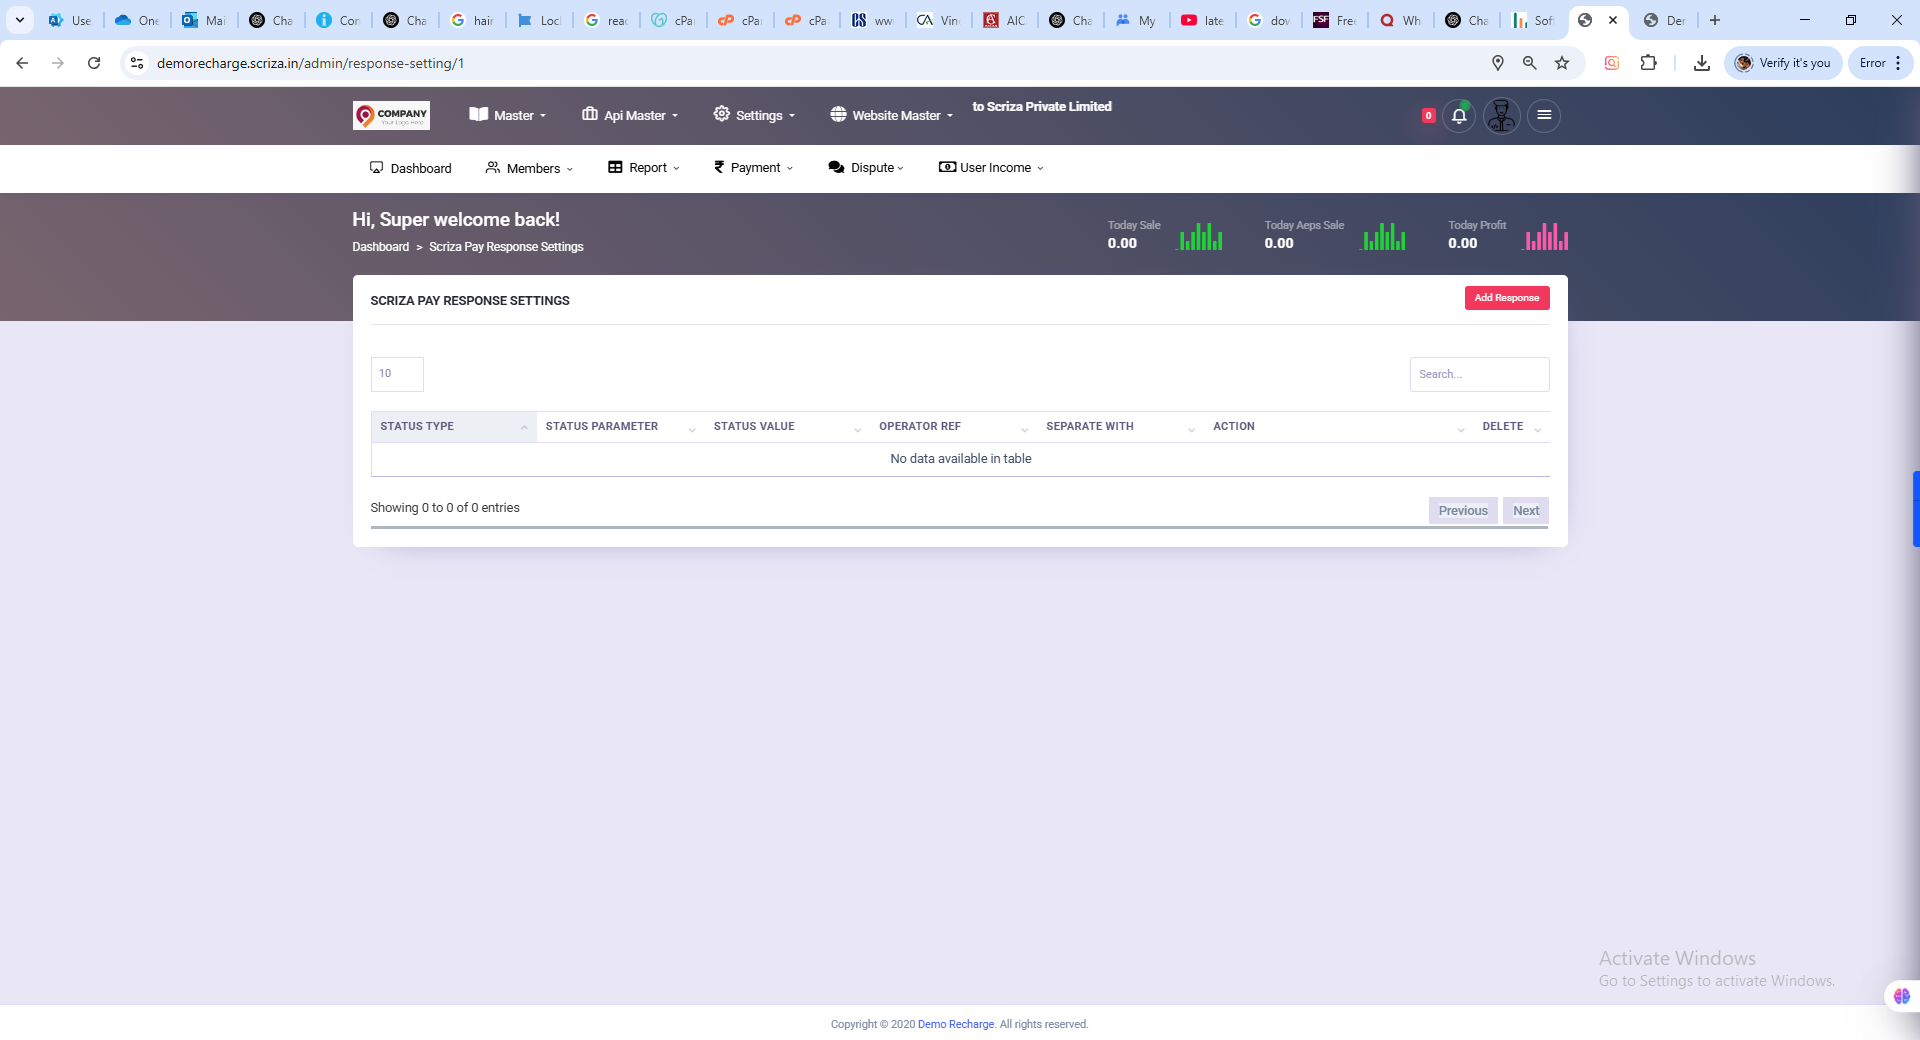 Use
One
Mai
Cha
Con
Cha
hair
Loc
reac
cPa
cPa
cPa
ww
Vin
AIC
Cha
My
late
dov
Free
Wh
Cha
Sof
Der
demorecharge.scriza.in/admin/response-setting/1
Verify it's you
Error
COMPANY
Your Logo Here
Master
Api Master
Settings
Website Master
to Scriza Private Limited
0
Dashboard
Members
Report
Payment
Dispute
User Income
Hi, Super welcome back!
Dashboard > Scriza Pay Response Settings
Today Sale
0.00
Today Aeps Sale
0.00
Today Profit
0.00
SCRIZA PAY RESPONSE SETTINGS
Add Response
10
Search...
STATUS TYPE STATUS PARAMETER STATUS VALUE OPERATOR REF SEPARATE WITH ACTION DELETE
No data available in table
Showing 0 to 0 of 0 entries
Previous Next
Activate Windows
Go to Settings to activate Windows.
Copyright © 2020 Demo Recharge. All rights reserved.